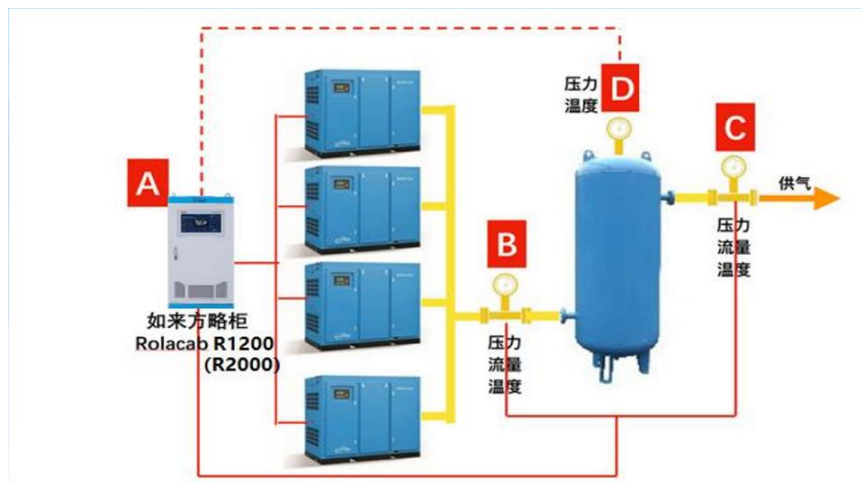 压力
温度
D
C
A
供气
B
压力
流量
温度
如来方略柜
Rolacab R1200
(R2000)
压力
流量
温度